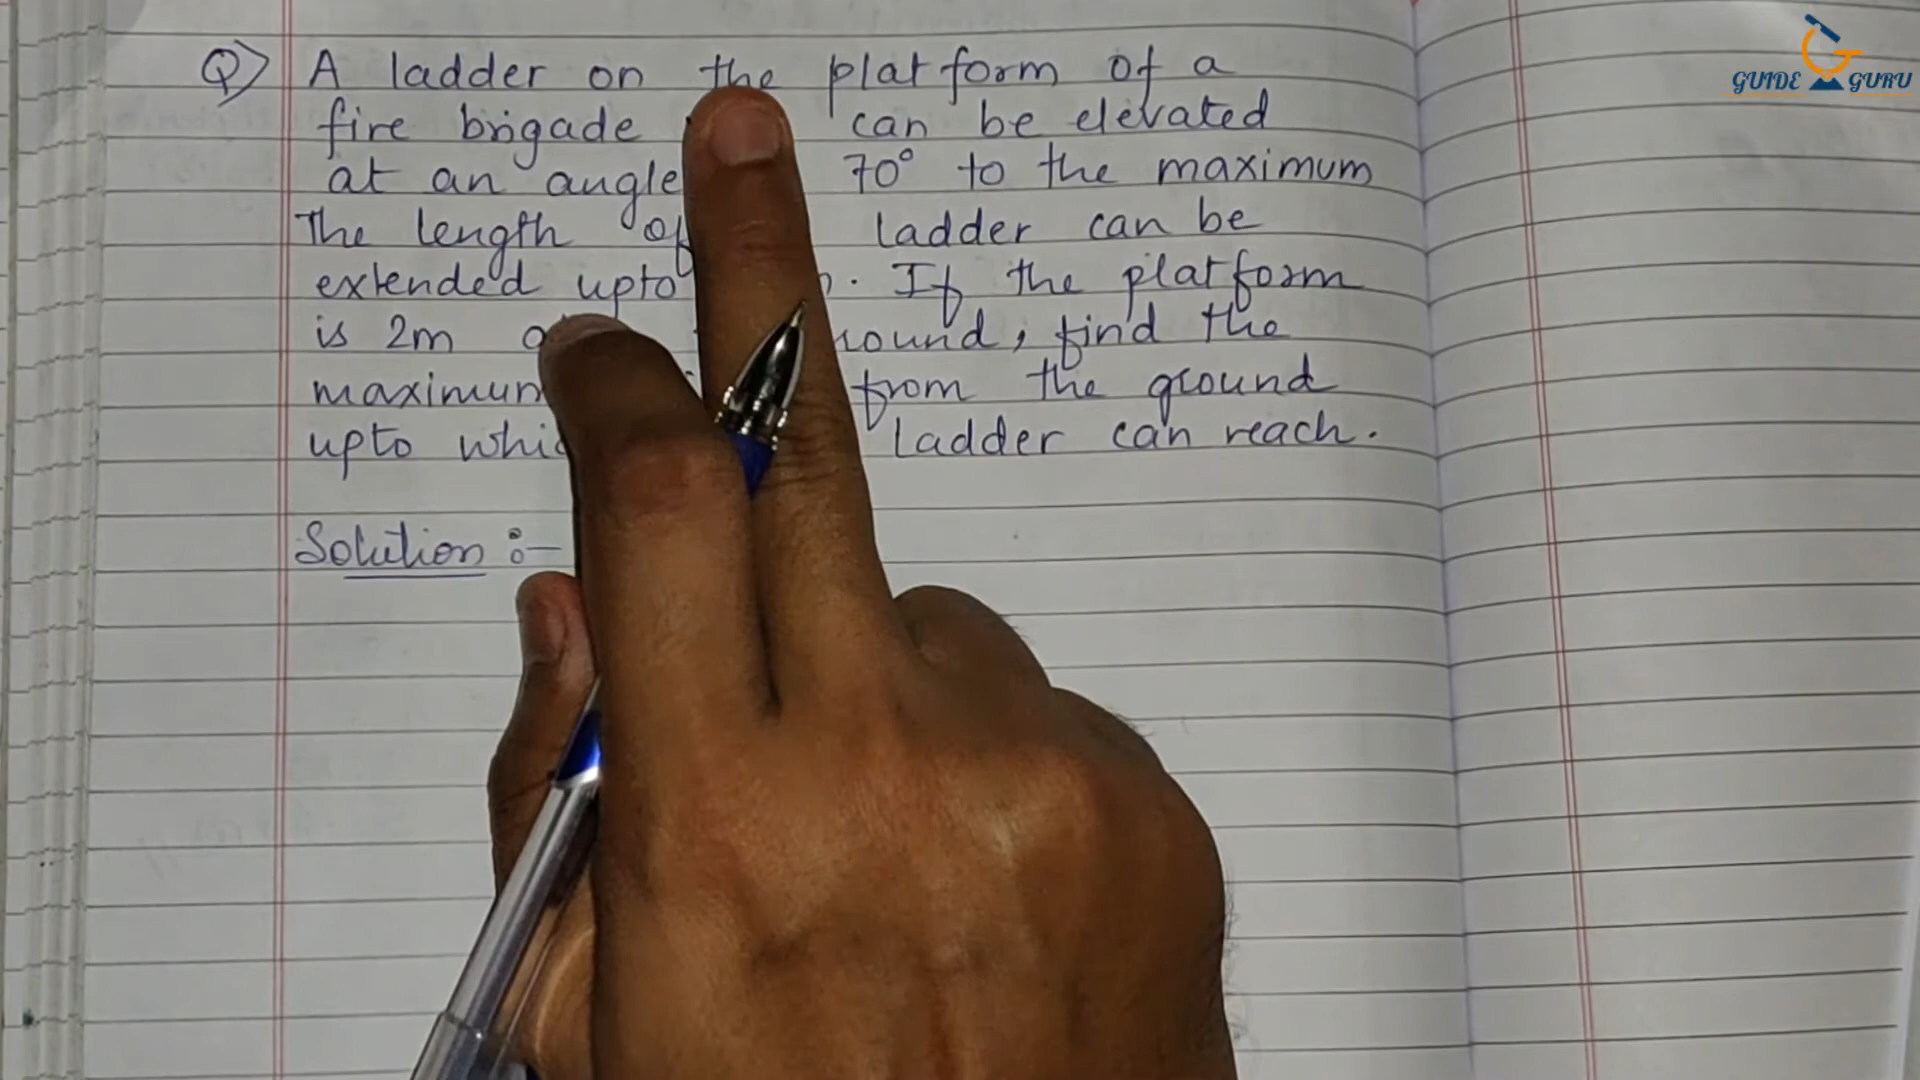 Q) A ladder on the platform of a
fire brigade can be elevated
at an angle 70° to the maximum
The length of ladder can be
extended upto . If the platform
is 2m , find the
from the ground
upto ladder can reach.
Solution :-
GUIDE GURU